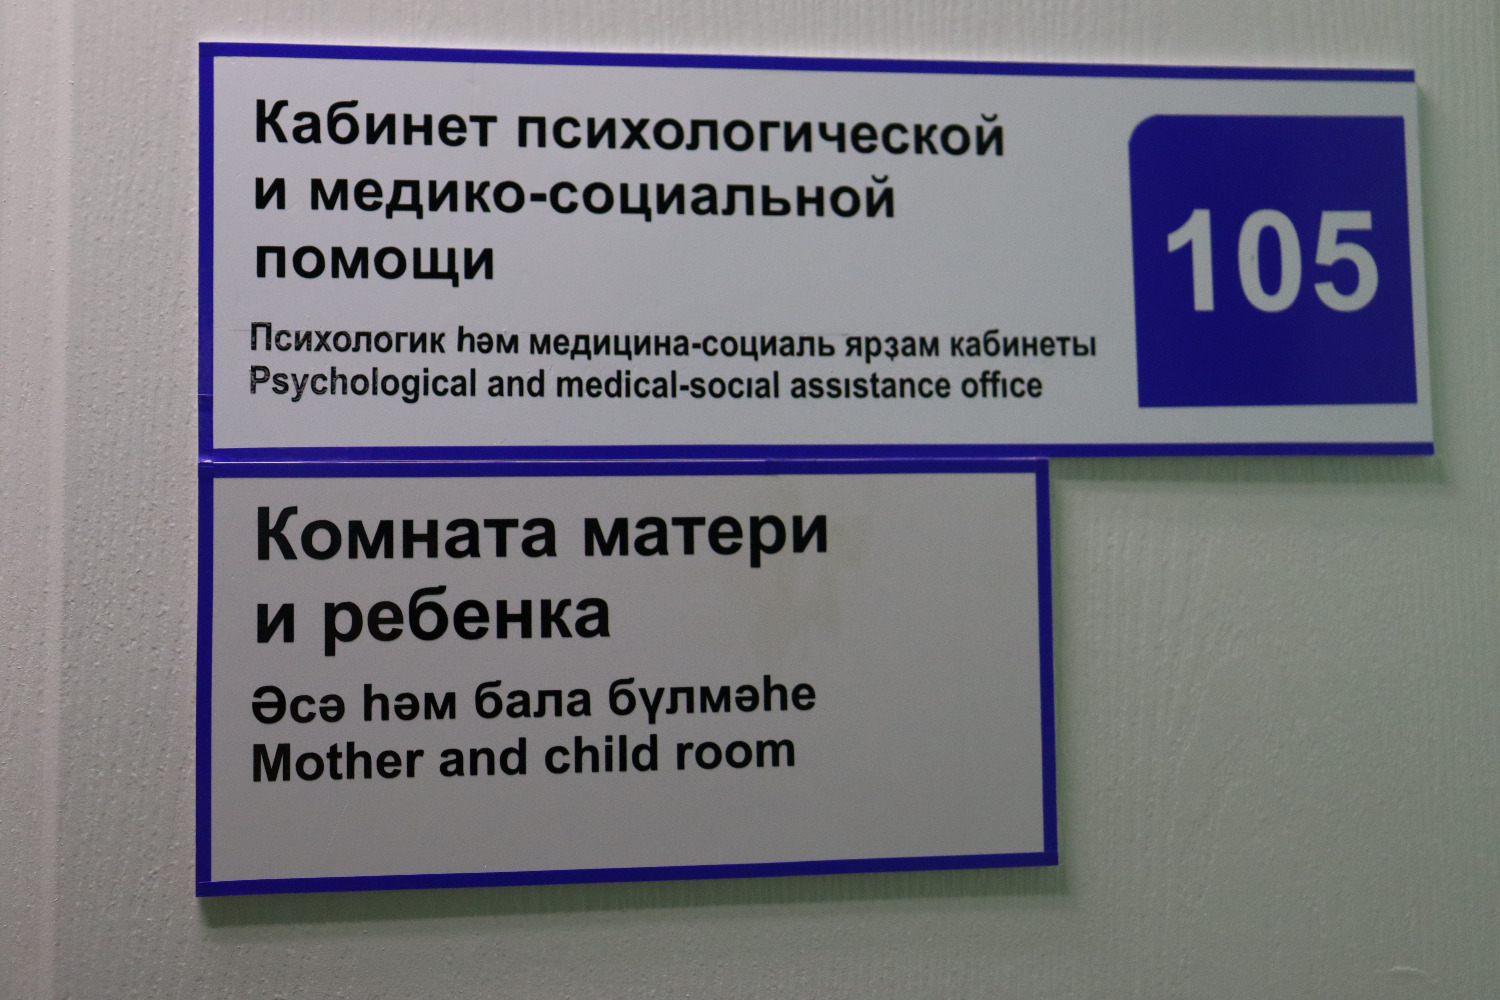 Кабинет психологической
и медико-социальной
помощи
105
Психологик һәм медицина-социаль ярҙам кабинеты
Psychological and medical-social assistance office
Комната матери
и ребенка
Әсә һәм бала бүлмәһе
Mother and child room